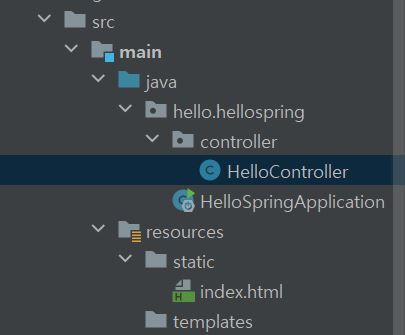 src
main
java
hello.hellospring
controller
HelloController
HelloSpringApplication
resources
static
index.html
templates